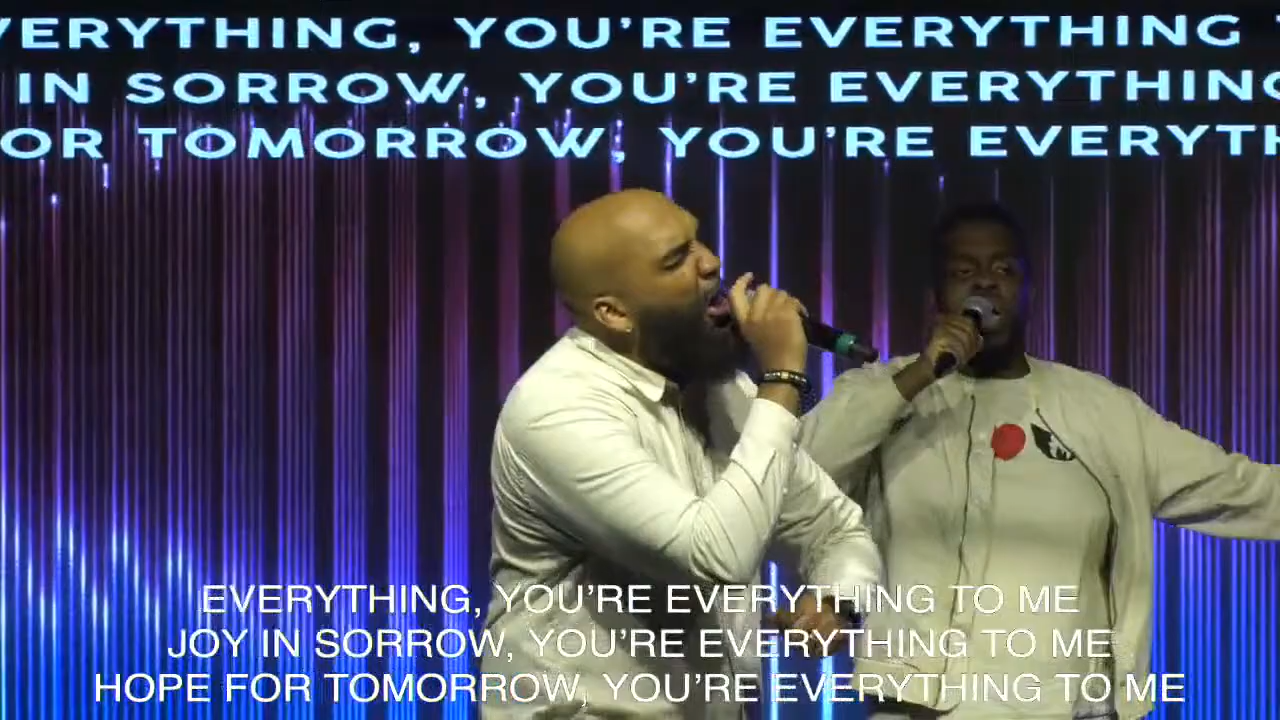 VERYTHING, YOU'RE EVERYTHING
IN SORROW, YOU'RE EVERYTHING
OR TOMORROW, YOU'RE EVERYTH
EVERYTHING, YOU'RE EVERYTHING TO ME
JOY IN SORROW, YOU'RE EVERYTHING TO ME
HOPE FOR TOMORROW, YOU'RE EVERYTHING TO ME